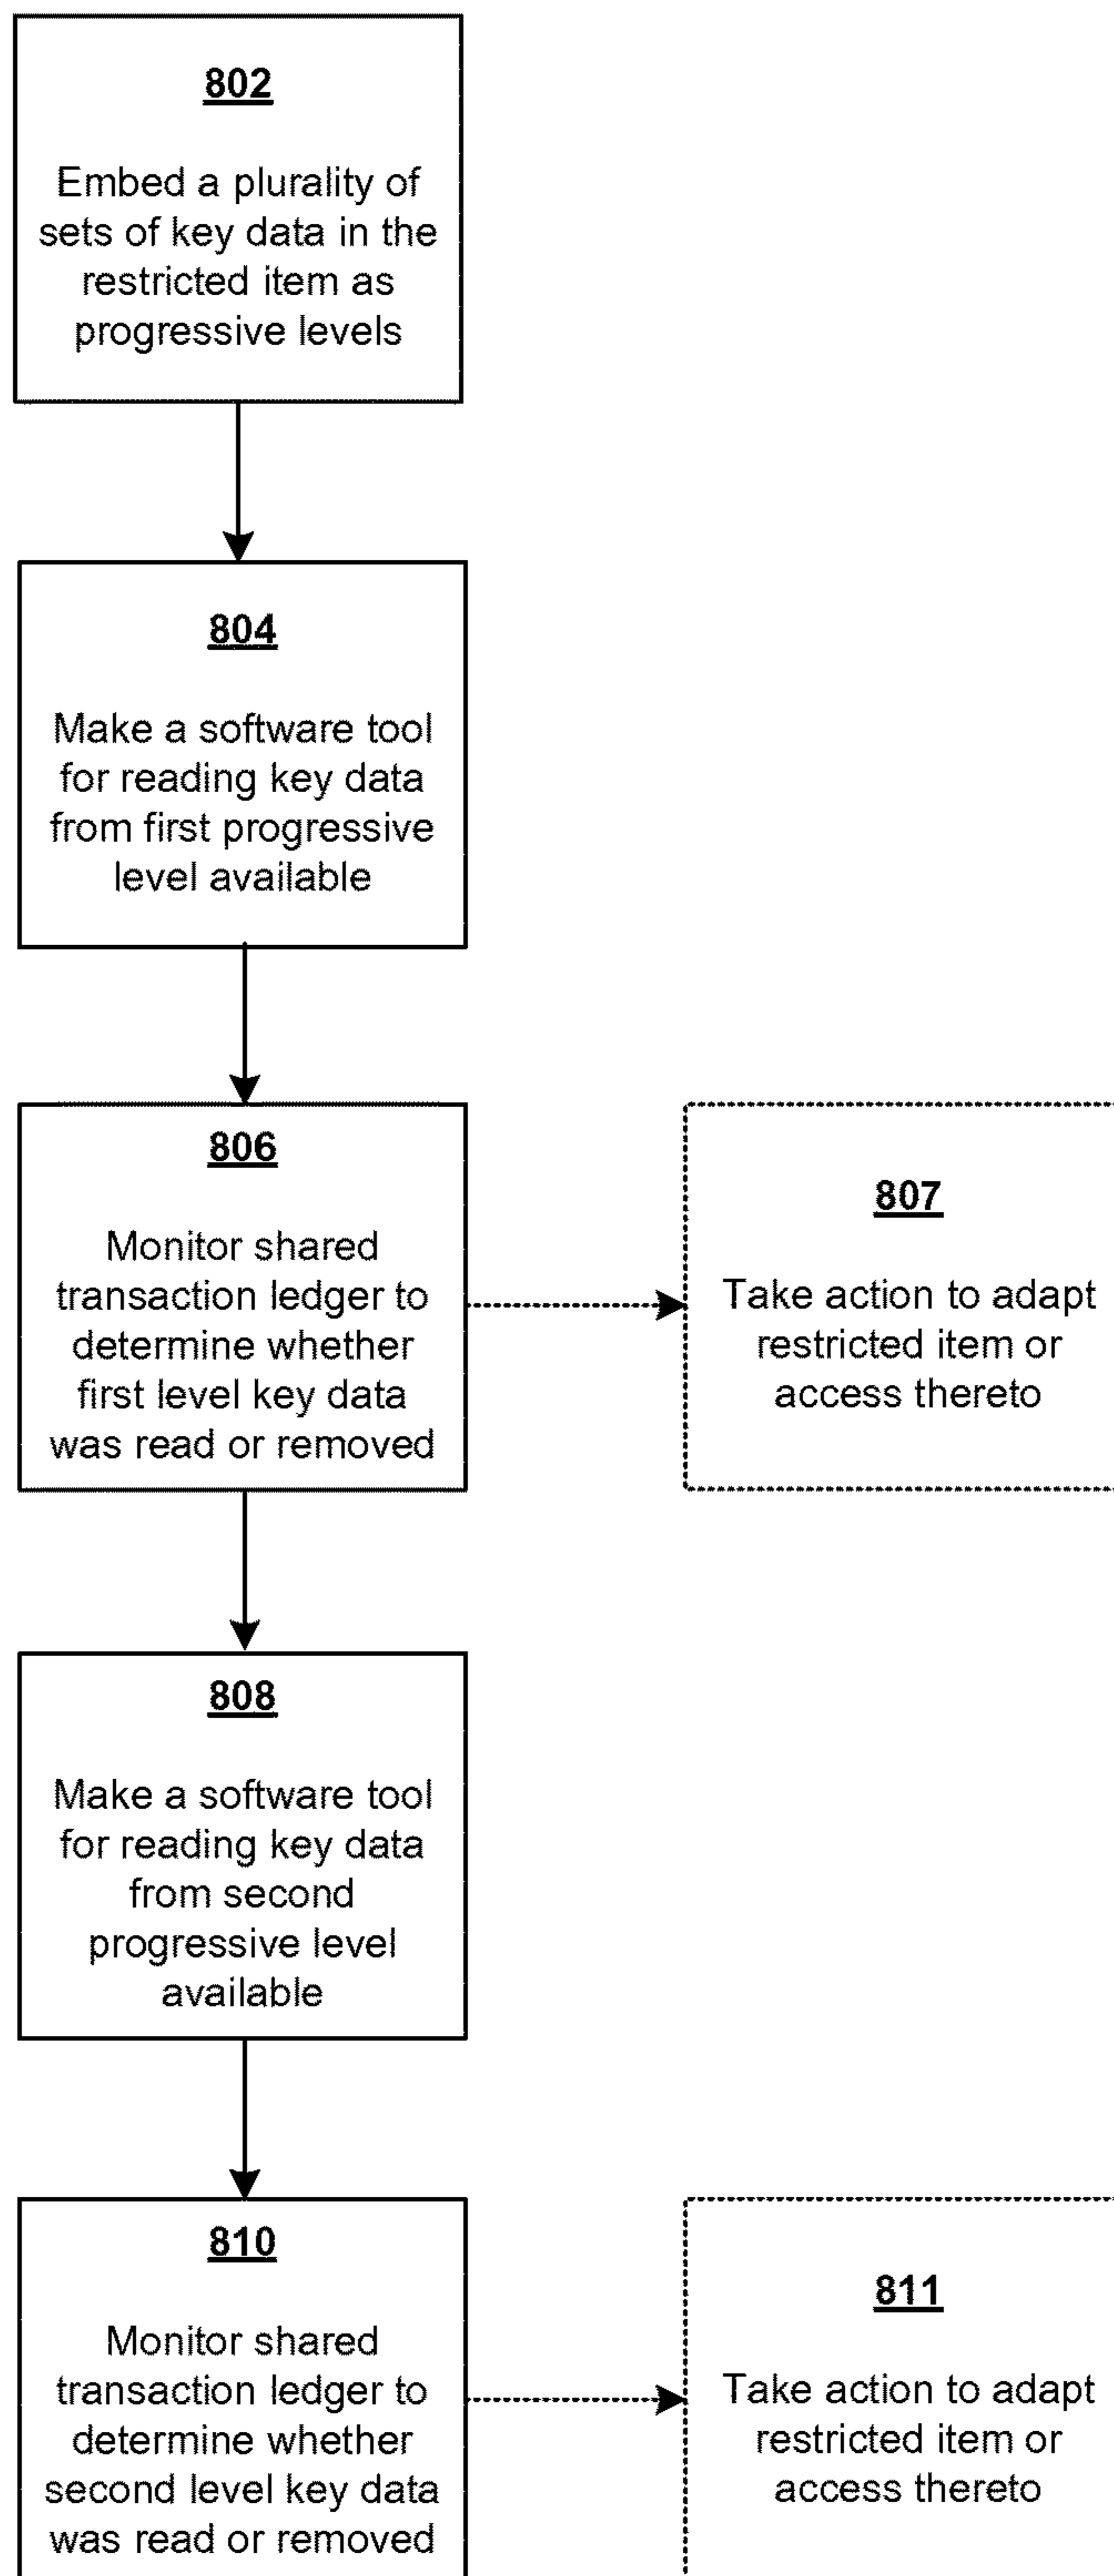 802
Embed a plurality of
sets of key data in the
restricted item as
progressive levels
804
Make a software tool
for reading key data
from first progressive
level available
806
Monitor shared
transaction ledger to
determine whether
first level key data
was read or removed
807
Take action to adapt
restricted item or
access thereto
808
Make a software tool
for reading key data
from second
progressive level
available
810
Monitor shared
transaction ledger to
determine whether
second level key data
was read or removed
811
Take action to adapt
restricted item or
access thereto